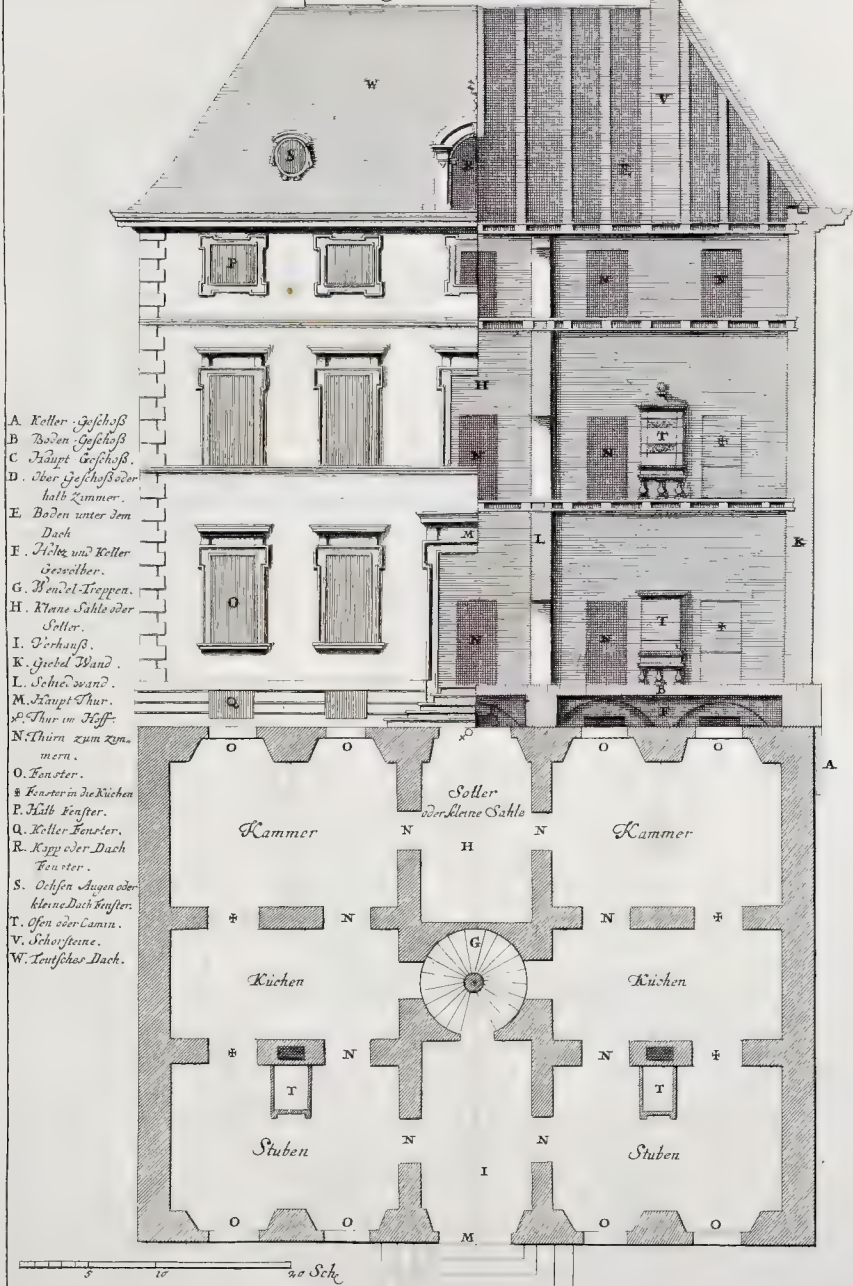 A. Keller-Geschoß
B Boden-Geschoß
C Haupt-Geschoß.
D. Ober Geschoß oder
halb Zimmer.
E Boden unter dem
Dach
F. Holtz und Keller
Gewölber.
G. Wendel-Treppen.
H. Kleine Sahle oder
Soller.
I. Vorhauß.
K. Giebel Wand.
L. Schiedwand.
M. Haupt Thur.
Thur im Hoff.
N. Thürn zum Zim-
mern.
O. Fenster.
Fenster in die Küchen
P. Halb Fenster.
Q. Keller Fenster.
R. Kapp oder Dach
Fenster.
S. Ochsen Augen oder
kleine Dach Fenster.
T. Ofen oder Camin.
V. Schorsteine.
W. Teutsches Dach.
W
V
S
R
E
P
N
N
H
T
N
N
M
L
K
O
T
N
N
B
Q
F
O
O
O
O
A
Soller
oder kleine Sahle
Kammer
N
N
Kammer
H
N
N
G
Küchen
Küchen
N
N
T
T
Stuben
N
N
Stuben
I
O
O
M
O
O
5
10
20 Sch